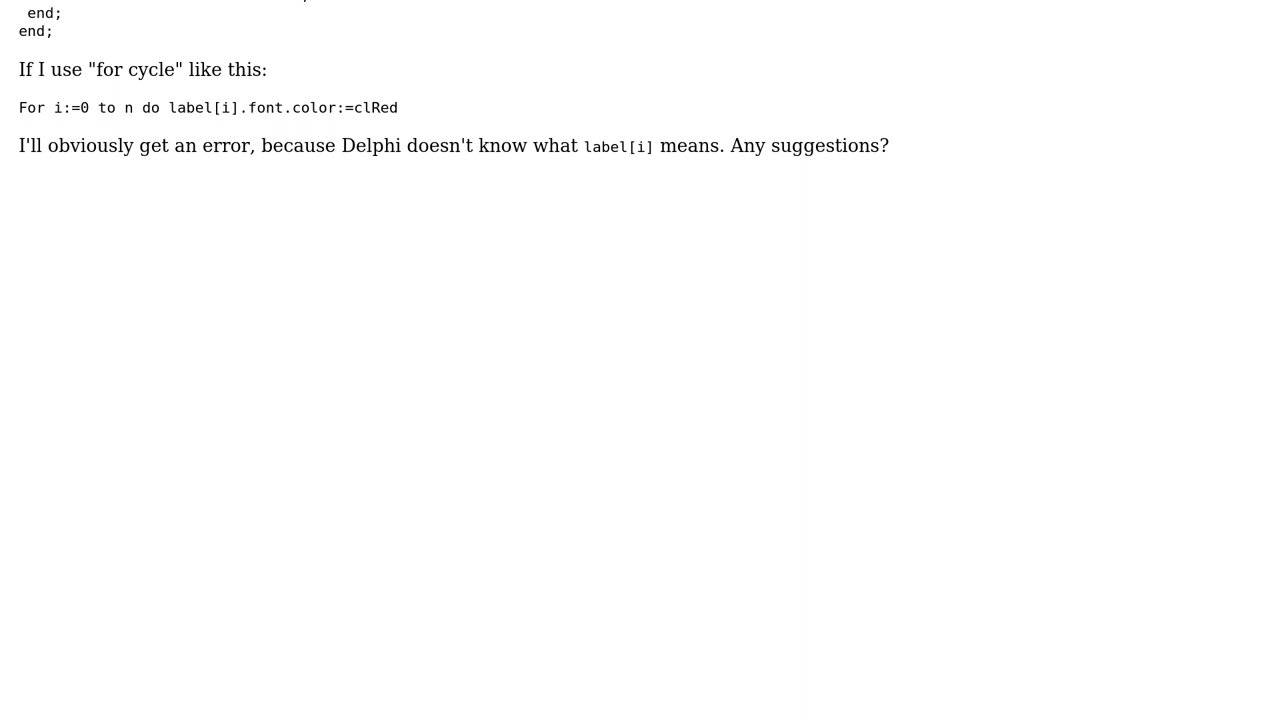 end;
end;
If I use "for cycle" like this:
For i:=0 to n do label[i].font.color:=clRed
I'll obviously get an error, because Delphi doesn't know what label[i] means. Any suggestions?